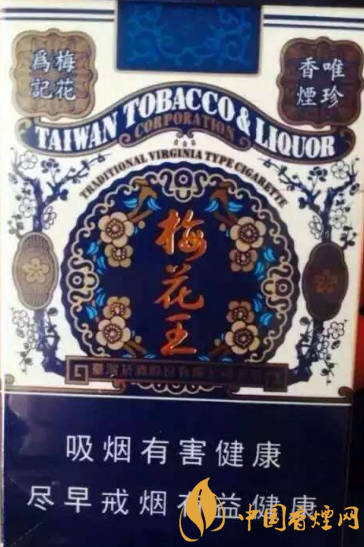 梅花
爲記
唯珍
香煙
TAIWAN TOBACCO & LIQUOR
CORPORATION
TRADITIONAL VIRGINIA TYPE CIGARETTE
梅花王
吸烟有害健康
尽早戒烟有益健康
中国香烟网